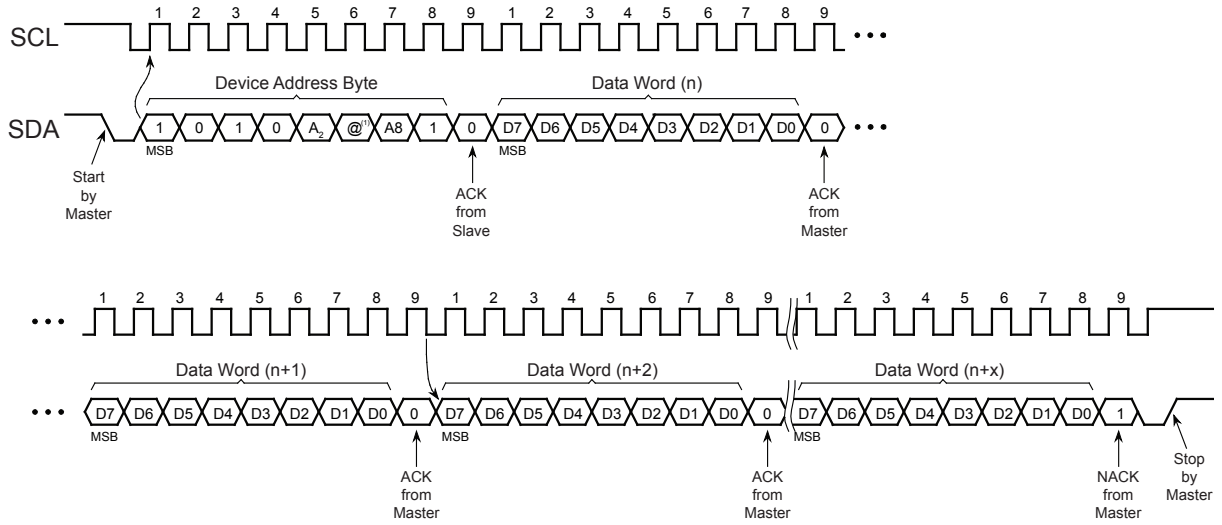 1 2 3 4 5 6 7 8 9 1 2 3 4 5 6 7 8 9
SCL
Device Address Byte Data Word (n)
SDA 1 0 1 0 A2 @(1) A8 1 0 D7 D6 D5 D4 D3 D2 D1 D0 0
MSB MSB
Start
by
Master
ACK
from
Slave
ACK
from
Master
1 2 3 4 5 6 7 8 9 1 2 3 4 5 6 7 8 9 1 2 3 4 5 6 7 8 9
Data Word (n+1) Data Word (n+2) Data Word (n+x)
D7 D6 D5 D4 D3 D2 D1 D0 0 D7 D6 D5 D4 D3 D2 D1 D0 0 D7 D6 D5 D4 D3 D2 D1 D0 1
MSB MSB MSB
ACK
from
Master
ACK
from
Master
NACK
from
Master
Stop
by
Master